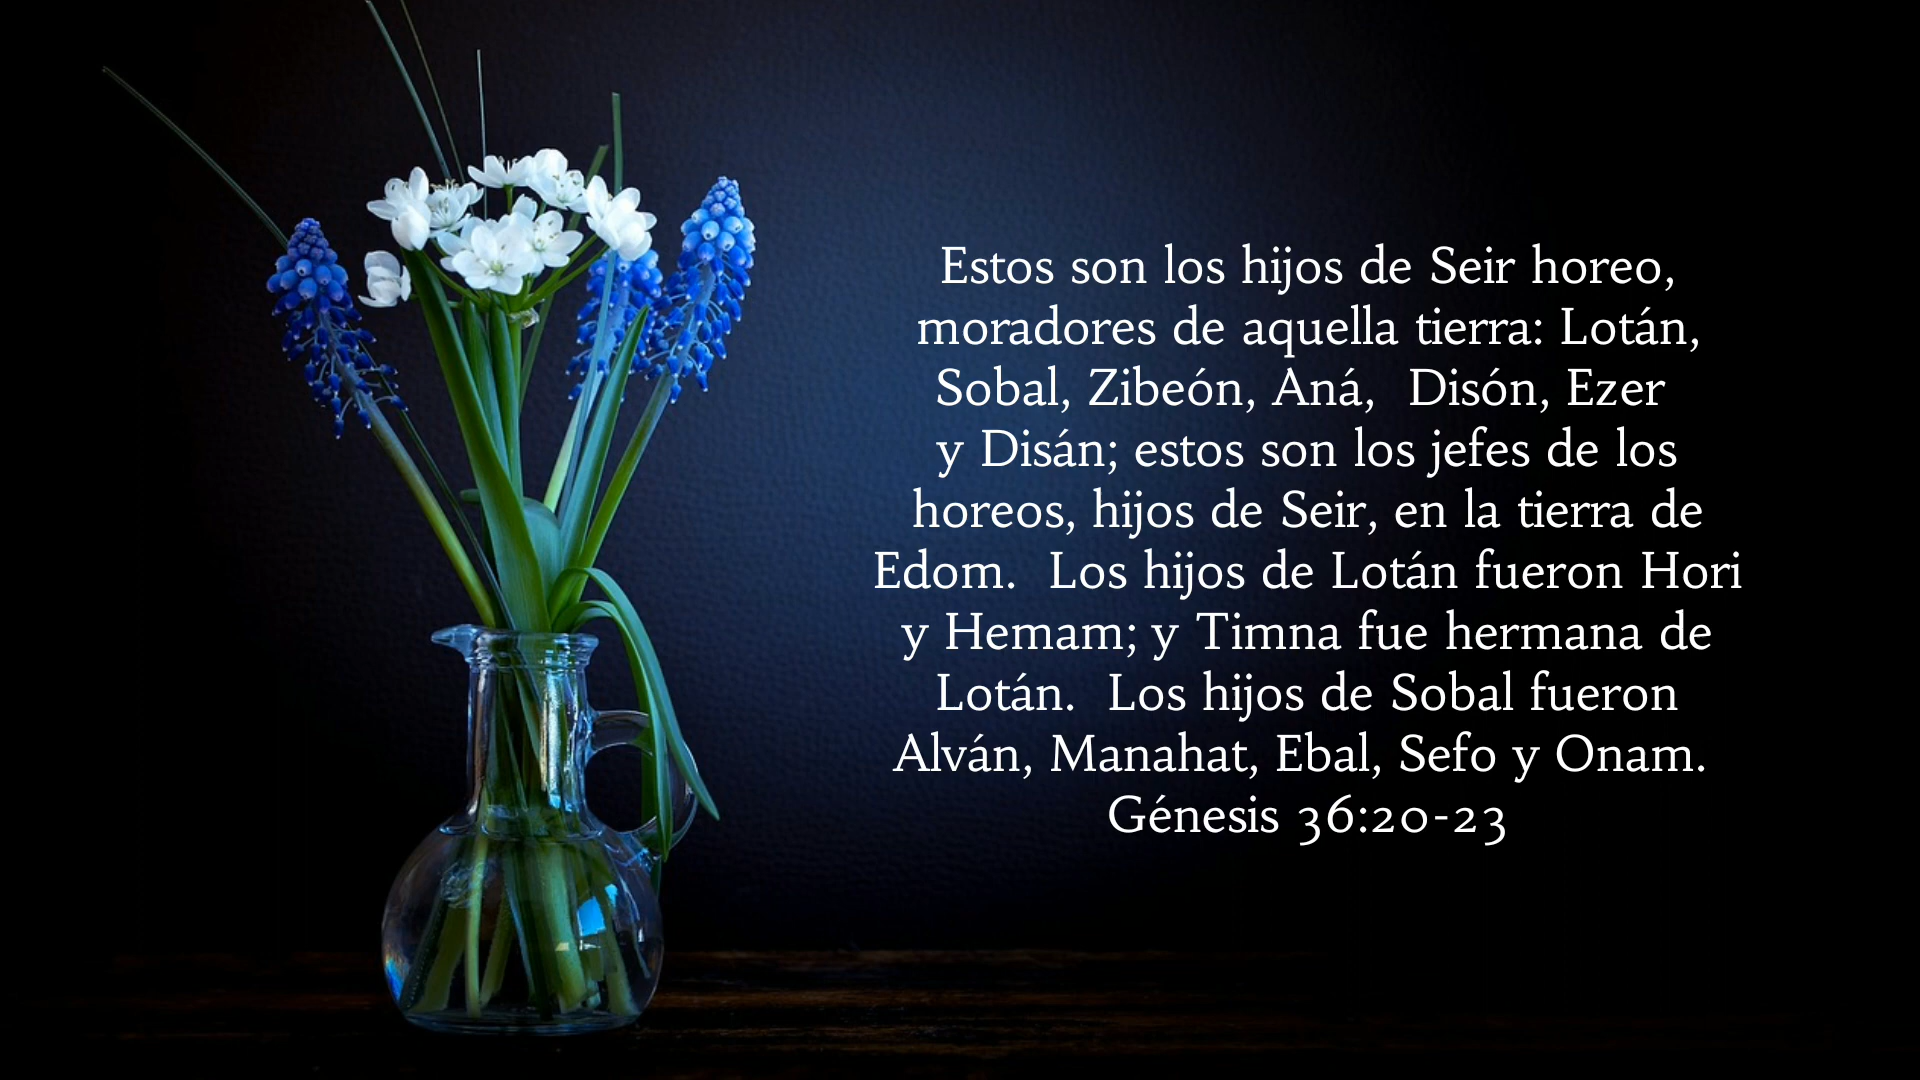 Estos son los hijos de Seir horeo,
moradores de aquella tierra: Lotán,
Sobal, Zibeón, Aná,  Disón, Ezer
y Disán; estos son los jefes de los
horeos, hijos de Seir, en la tierra de
Edom.  Los hijos de Lotán fueron Hori
y Hemam; y Timna fue hermana de
Lotán.  Los hijos de Sobal fueron
Alván, Manahat, Ebal, Sefo y Onam.
Génesis 36:20-23